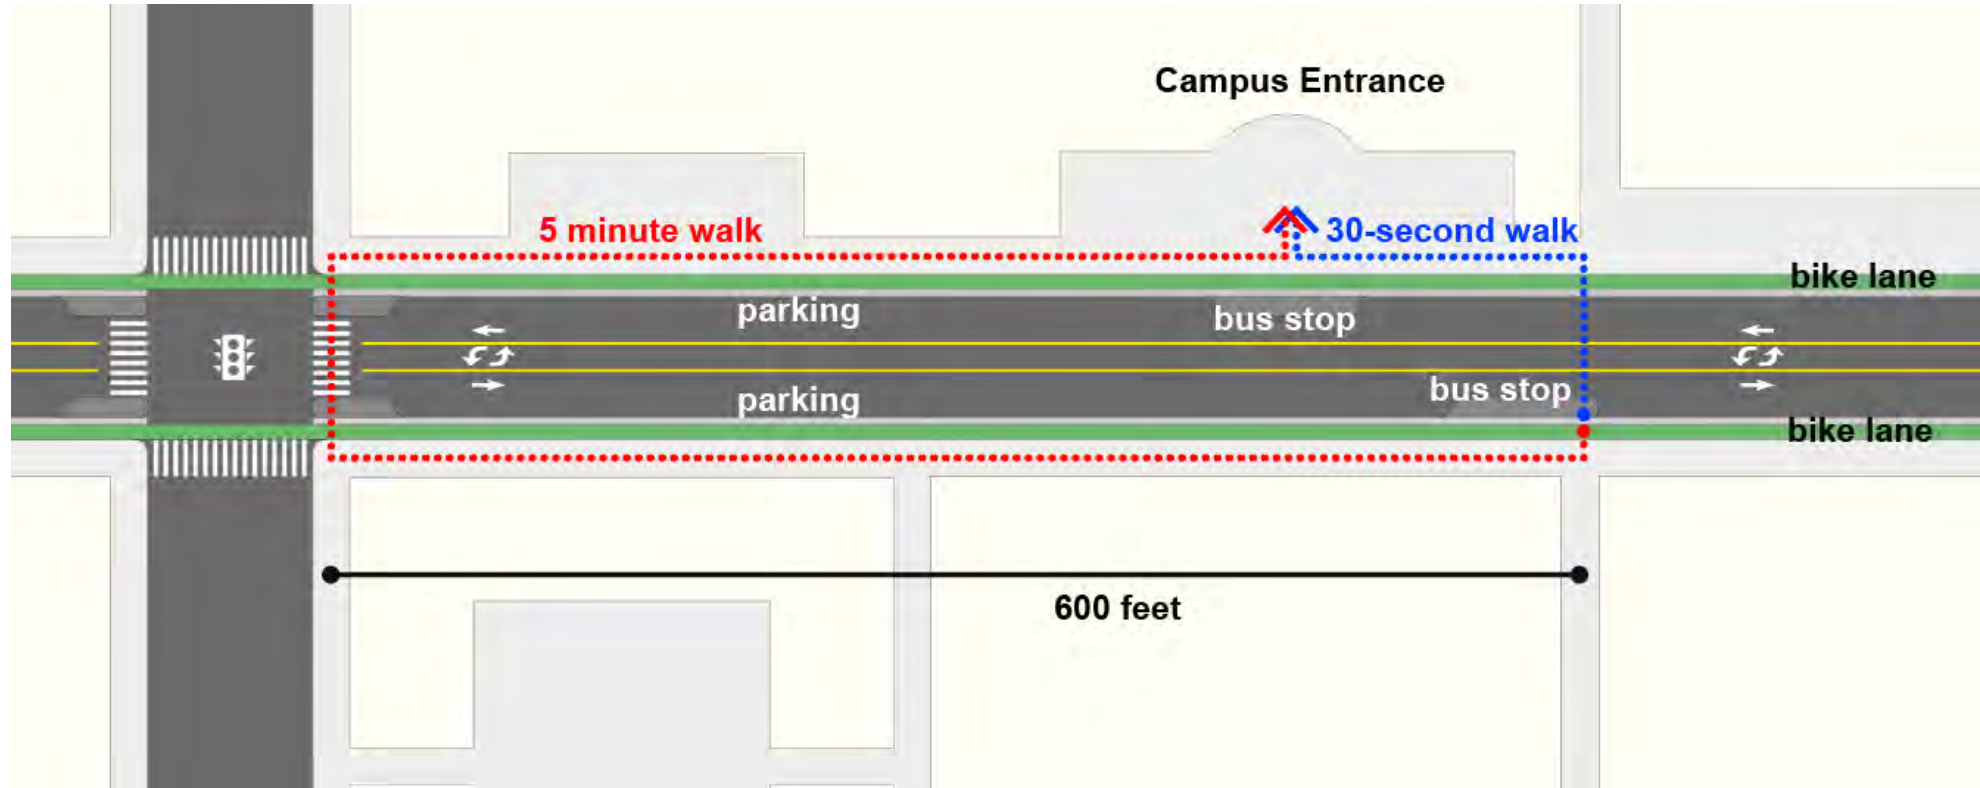 Campus Entrance
5 minute walk
30-second walk
bike lane
parking
bus stop
bus stop
parking
bike lane
600 feet